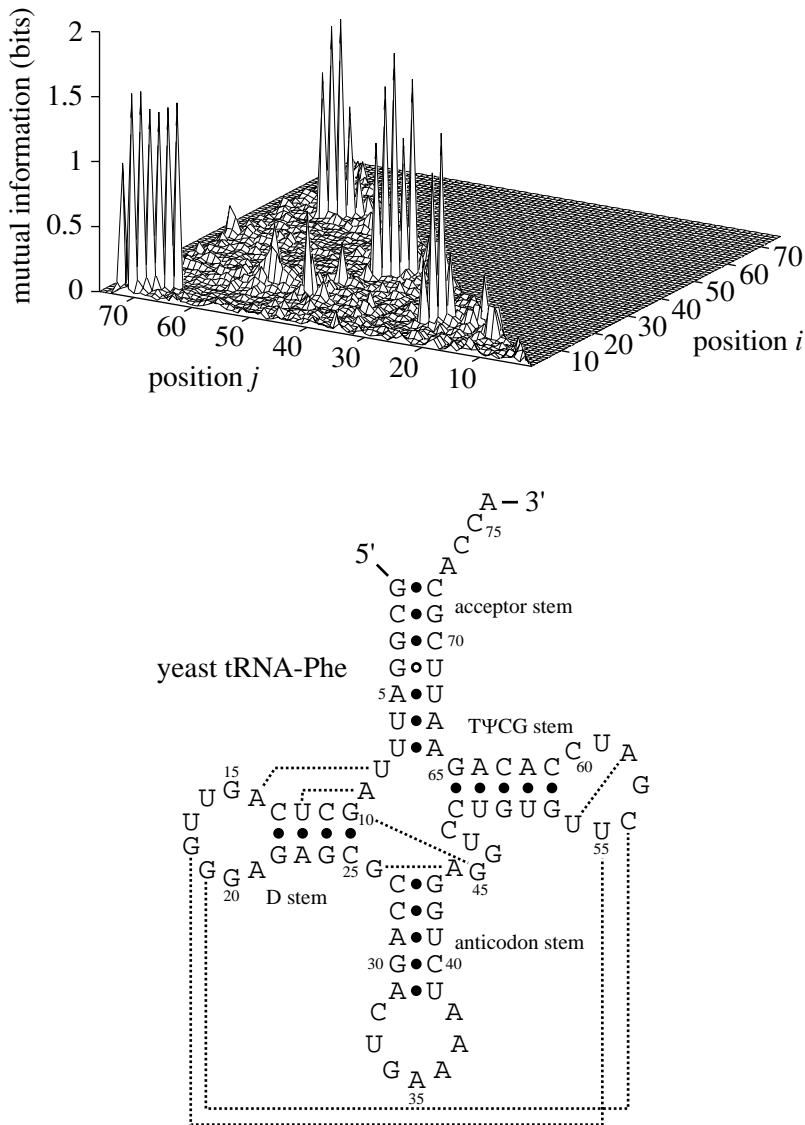 mutual information (bits)
2
1.5
1
0.5
0
70 60 50 40 30 20 10
position j
10 20 30 40 50 60 70
position i
A 3'
C 75
C
5' A
G C
acceptor stem
C G
G C 70
yeast tRNA-Phe
G U
5 A U
U A
TΨCG stem
U A
U 65 G A C A C C U A
60
15
U G A C U C G A
10
C U G U G U U C G
55
U
G G G A G A G C G
20 25
D stem
C U G G A
45
C G
C G
A U
anticodon stem
30 G C 40
A U
C A
U A
G A A
35